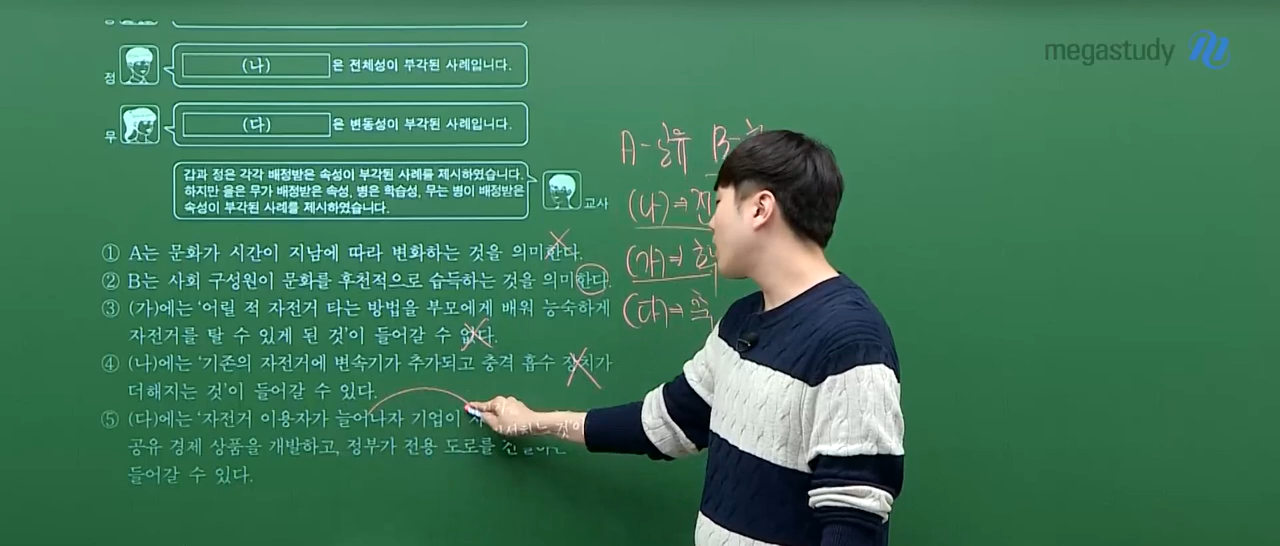 megastudy
정
(나) 은 전체성이 부각된 사례입니다.
무
(다) 은 변동성이 부각된 사례입니다.
갑과 정은 각각 배정받은 속성이 부각된 사례를 제시하였습니다.
하지만 을은 무가 배정받은 속성, 병은 학습성, 무는 병이 배정받은
속성이 부각된 사례를 제시하였습니다.
교사
A-공유 B-학
(나)⇒전
(가)⇒학
(다)⇒축
① A는 문화가 시간이 지남에 따라 변화하는 것을 의미한다.
② B는 사회 구성원이 문화를 후천적으로 습득하는 것을 의미한다.
③ (가)에는 '어릴 적 자전거 타는 방법을 부모에게 배워 능숙하게
자전거를 탈 수 있게 된 것'이 들어갈 수 없다.
④ (나)에는 '기존의 자전거에 변속기가 추가되고 충격 흡수 장치가
더해지는 것'이 들어갈 수 있다.
⑤ (다)에는 '자전거 이용자가 늘어나자 기업이
공유 경제 상품을 개발하고, 정부가 전용 도로를
들어갈 수 있다.